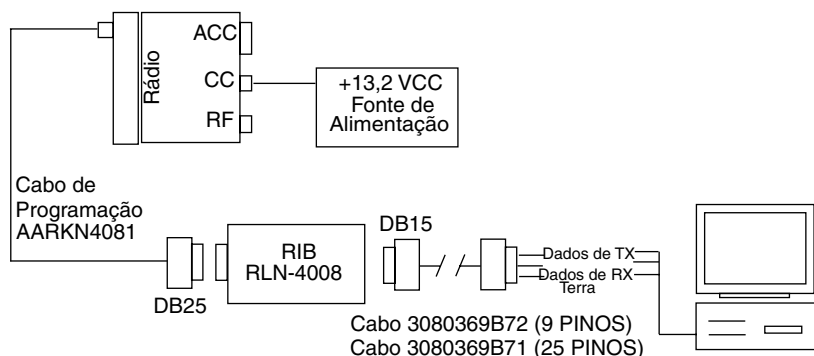 ACC
Rádio
CC
RF
+13,2 VCC
Fonte de
Alimentação
Cabo de
Programação
AARKN4081
DB25
RIB
RLN-4008
DB15
Dados de TX
Dados de RX
Terra
Cabo 3080369B72 (9 PINOS)
Cabo 3080369B71 (25 PINOS)